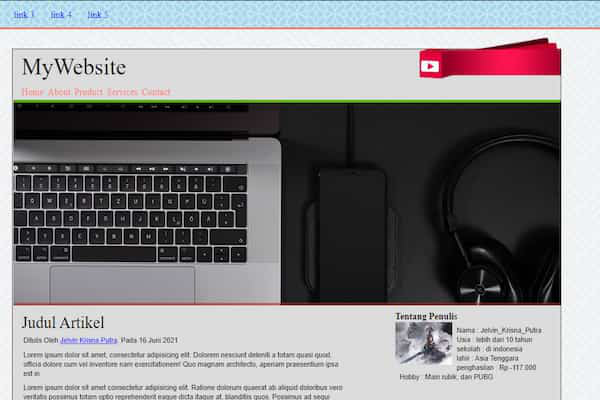 link 3 link 4 link 5
MyWebsite
Home About Product Services Contact
Judul Artikel
Ditulis Oleh Jelvin Krisna Putra. Pada 16 Juni 2021
Lorem ipsum dolor sit amet, consectetur adipisicing elit. Dolorem nesciunt deleniti a totam quasi quod,
officia dolore cum vel inventore nam exercitationem! Quo magnam architecto, aperiam praesentium ipsa
est in
Lorem ipsum dolor sit amet, consectetur adipisicing elit. Ratione dolorum quaerat ab aliquid doloribus vero
veritatis possimus totam optio reprehenderit eaque dicta itaque at, blanditiis quos. Possimus ad sequi
Tentang Penulis
Nama : Jelvin_Krisna_Putra
Usia : lebih dari 10 tahun
sekolah : di indonesia
lahir : Asia Tenggara
penghasilan : Rp -117.000
Hobby : Main rubik, dan PUBG